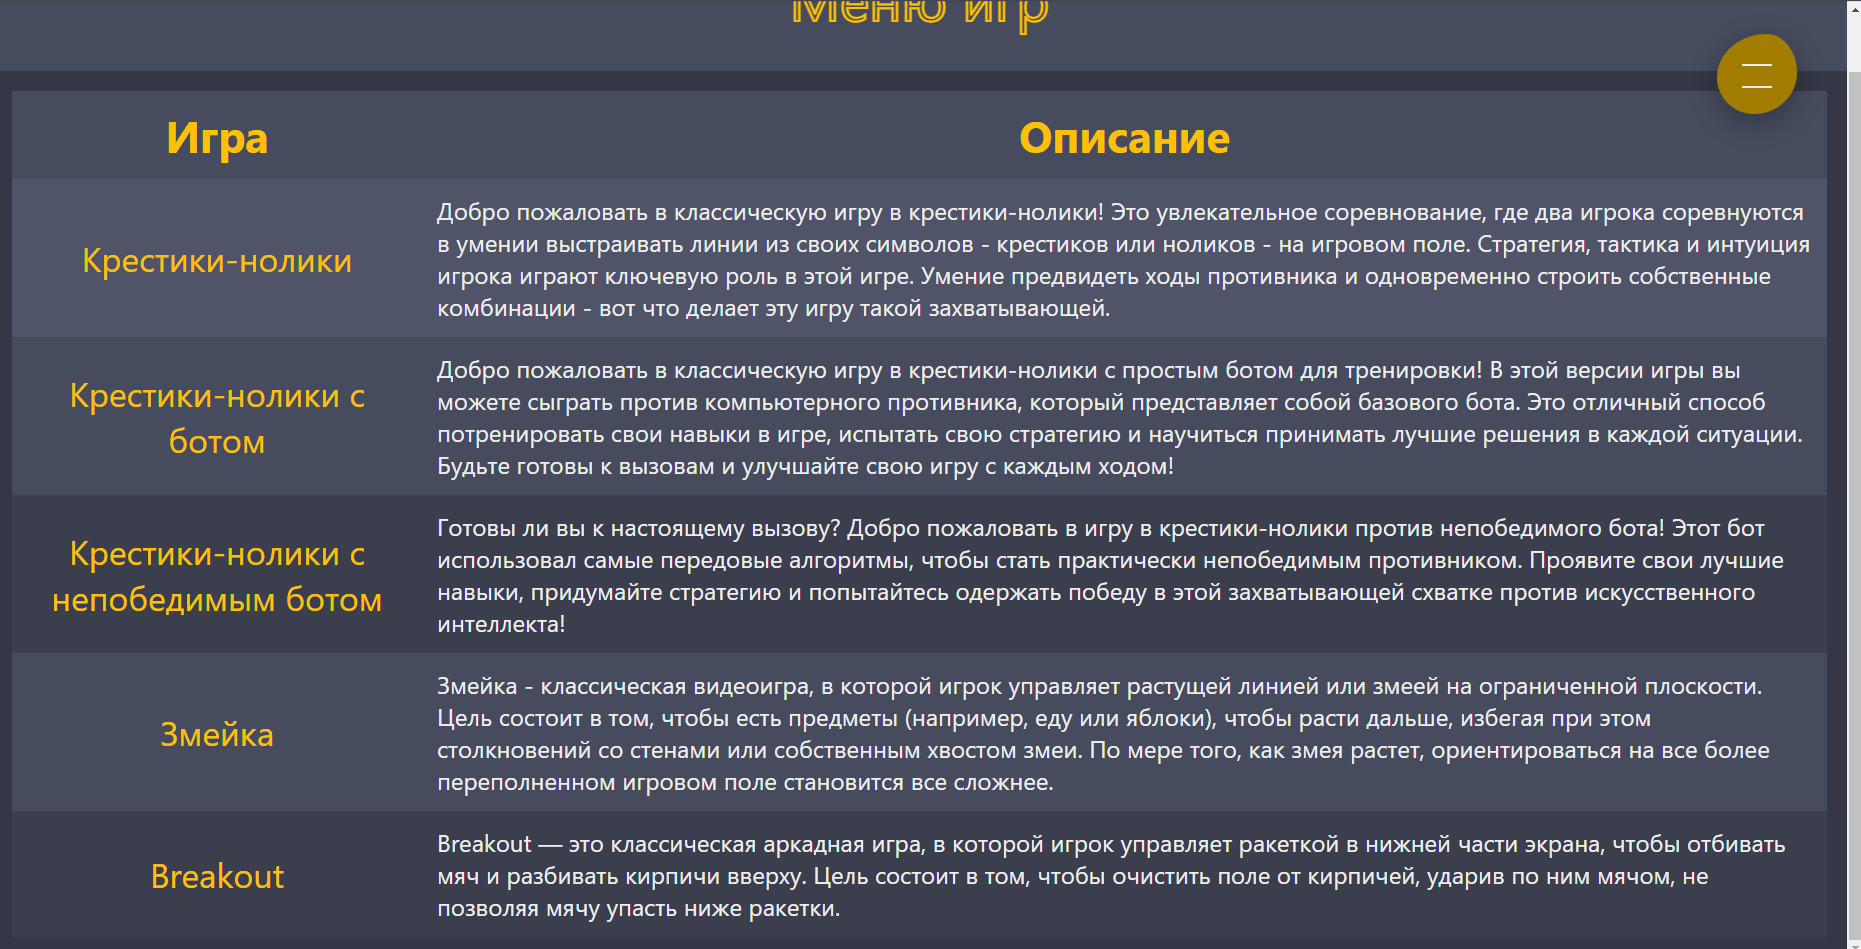 Меню игр
Игра
Описание
Крестики-нолики
Добро пожаловать в классическую игру в крестики-нолики! Это увлекательное соревнование, где два игрока соревнуются
в умении выстраивать линии из своих символов - крестиков или ноликов - на игровом поле. Стратегия, тактика и интуиция
игрока играют ключевую роль в этой игре. Умение предвидеть ходы противника и одновременно строить собственные
комбинации - вот что делает эту игру такой захватывающей.
Крестики-нолики с
ботом
Добро пожаловать в классическую игру в крестики-нолики с простым ботом для тренировки! В этой версии игры вы
можете сыграть против компьютерного противника, который представляет собой базового бота. Это отличный способ
потренировать свои навыки в игре, испытать свою стратегию и научиться принимать лучшие решения в каждой ситуации.
Будьте готовы к вызовам и улучшайте свою игру с каждым ходом!
Крестики-нолики с
непобедимым ботом
Готовы ли вы к настоящему вызову? Добро пожаловать в игру в крестики-нолики против непобедимого бота! Этот бот
использовал самые передовые алгоритмы, чтобы стать практически непобедимым противником. Проявите свои лучшие
навыки, придумайте стратегию и попытайтесь одержать победу в этой захватывающей схватке против искусственного
интеллекта!
Змейка
Змейка - классическая видеоигра, в которой игрок управляет растущей линией или змеей на ограниченной плоскости.
Цель состоит в том, чтобы есть предметы (например, еду или яблоки), чтобы расти дальше, избегая при этом
столкновений со стенами или собственным хвостом змеи. По мере того, как змея растет, ориентироваться на все более
переполненном игровом поле становится все сложнее.
Breakout
Breakout — это классическая аркадная игра, в которой игрок управляет ракеткой в нижней части экрана, чтобы отбивать
мяч и разбивать кирпичи вверху. Цель состоит в том, чтобы очистить поле от кирпичей, ударив по ним мячом, не
позволяя мячу упасть ниже ракетки.